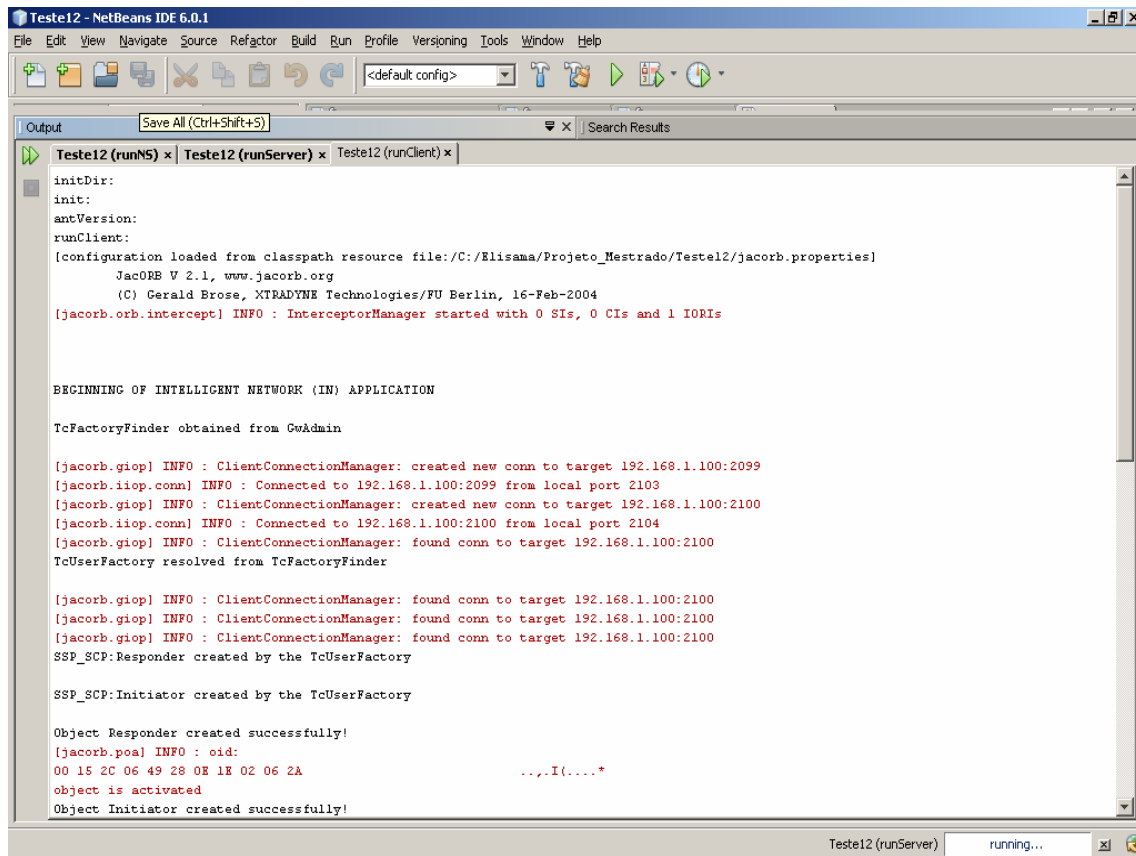 Teste12 - NetBeans IDE 6.0.1
File Edit View Navigate Source Refactor Build Run Profile Versioning Tools Window Help
<default config>
Save All (Ctrl+Shift+S)
Output
Search Results
Teste12 (runNS) x Teste12 (runServer) x Teste12 (runClient) x
initDir:
init:
antVersion:
runClient:
[configuration loaded from classpath resource file:/C:/Elisama/Projeto_Mestrado/Teste12/jacorb.properties]
JacORB V 2.1, www.jacorb.org
(C) Gerald Brose, XTRADYNE Technologies/FU Berlin, 16-Feb-2004
[jacorb.orb.intercept] INFO : InterceptorManager started with 0 SIs, 0 CIs and 1 IORIs
BEGINNING OF INTELLIGENT NETWORK (IN) APPLICATION
TcFactoryFinder obtained from GwAdmin
[jacorb.giop] INFO : ClientConnectionManager: created new conn to target 192.168.1.100:2099
[jacorb.iiop.conn] INFO : Connected to 192.168.1.100:2099 from local port 2103
[jacorb.giop] INFO : ClientConnectionManager: created new conn to target 192.168.1.100:2100
[jacorb.iiop.conn] INFO : Connected to 192.168.1.100:2100 from local port 2104
[jacorb.giop] INFO : ClientConnectionManager: found conn to target 192.168.1.100:2100
TcUserFactory resolved from TcFactoryFinder
[jacorb.giop] INFO : ClientConnectionManager: found conn to target 192.168.1.100:2100
[jacorb.giop] INFO : ClientConnectionManager: found conn to target 192.168.1.100:2100
[jacorb.giop] INFO : ClientConnectionManager: found conn to target 192.168.1.100:2100
SSP_SCP:Responder created by the TcUserFactory
SSP_SCP:Initiator created by the TcUserFactory
Object Responder created successfully!
[jacorb.poa] INFO : oid:
00 15 2C 06 49 28 0E 1E 02 06 2A ..,.I(....*
object is activated
Object Initiator created successfully!
Teste12 (runServer) running...